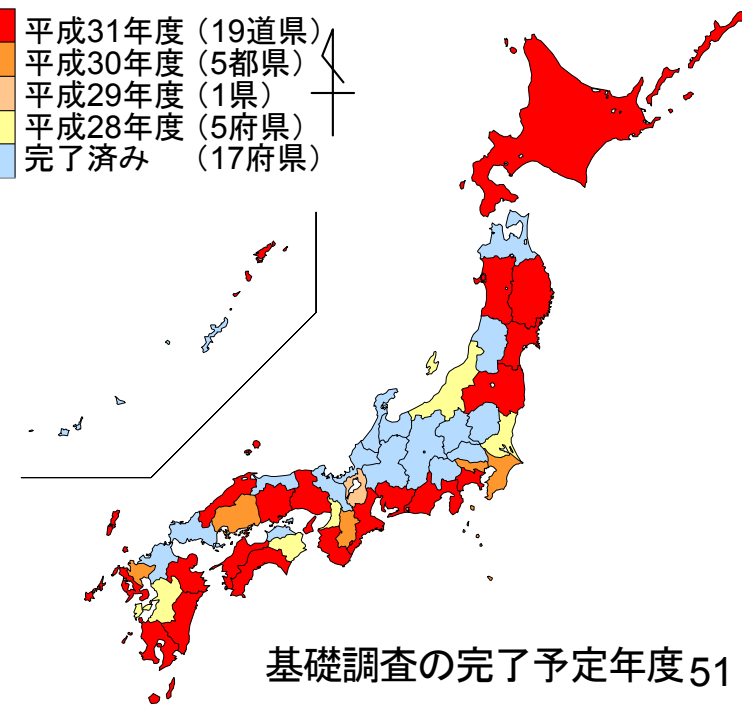 平成31年度（19道県）
平成30年度（5都県）
平成29年度（1県）
平成28年度（5府県）
完了済み　（17府県）
基礎調査の完了予定年度51